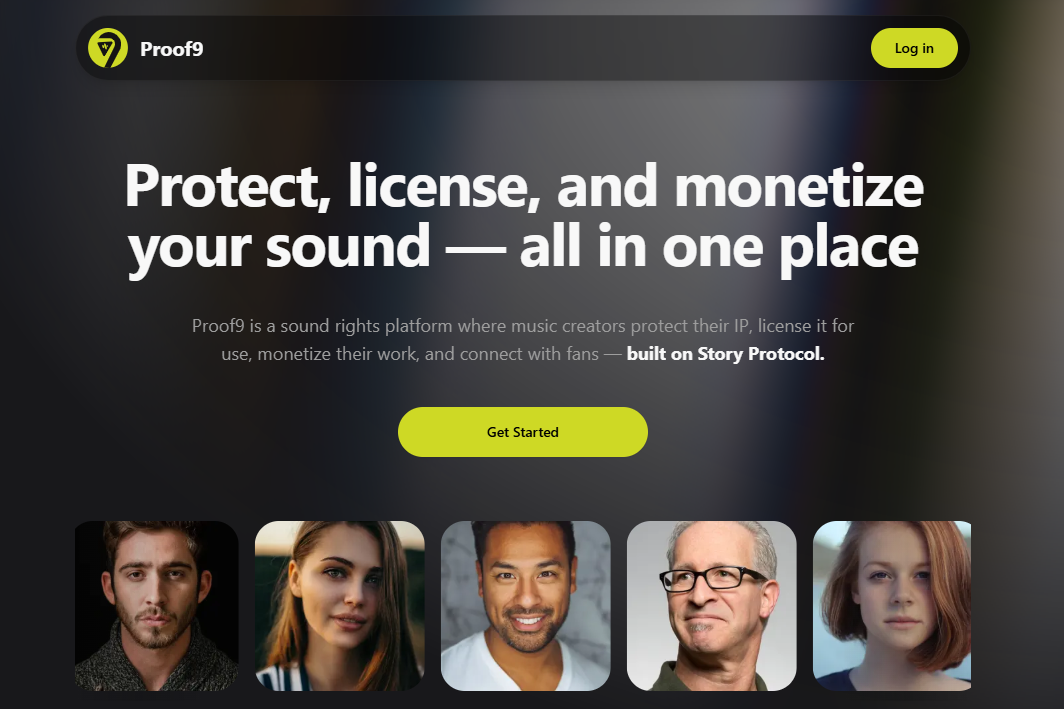 Proof9
Log in
Protect, license, and monetize
your sound — all in one place
Proof9 is a sound rights platform where music creators protect their IP, license it for
use, monetize their work, and connect with fans — built on Story Protocol.
Get Started